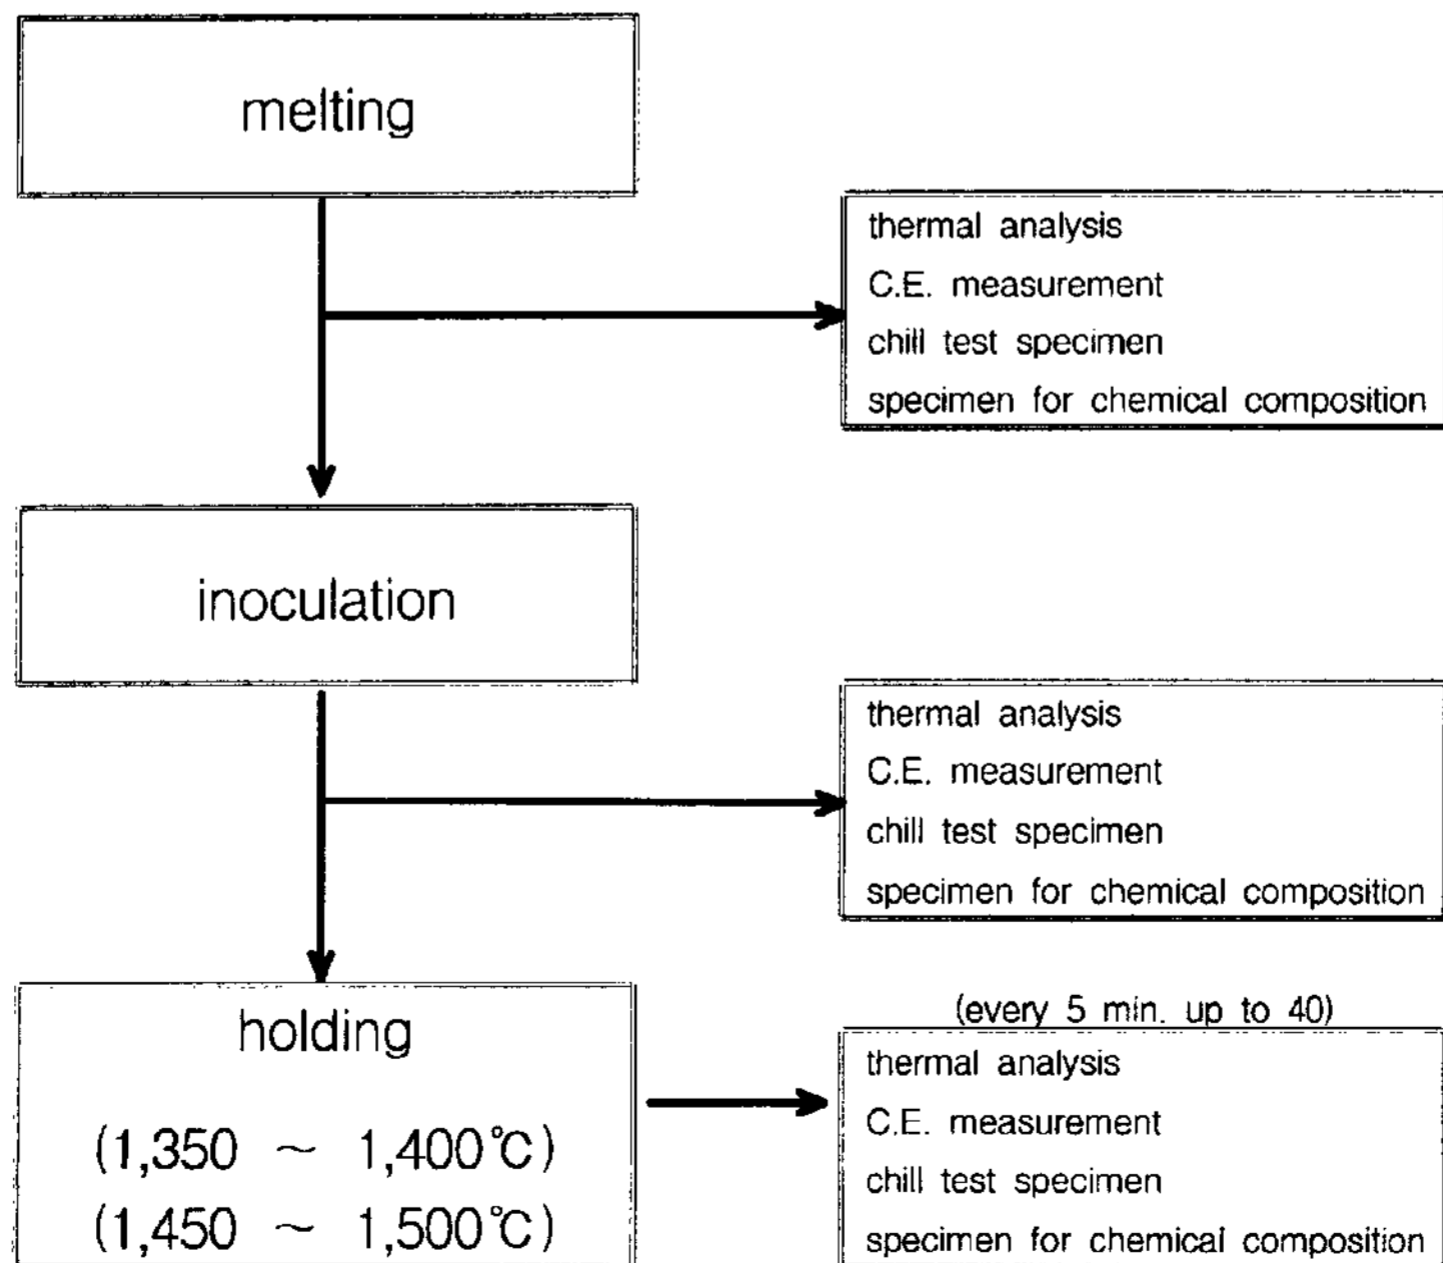 melting
thermal analysis
C.E. measurement
chill test specimen
specimen for chemical composition
inoculation
thermal analysis
C.E. measurement
chill test specimen
specimen for chemical composition
holding
(1,350 ~ 1,400℃)
(1,450 ~ 1,500℃)
(every 5 min. up to 40)
thermal analysis
C.E. measurement
chill test specimen
specimen for chemical composition